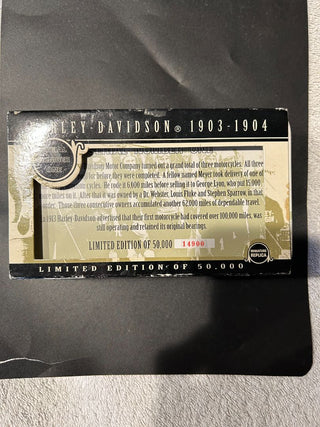 RLEY-DAVIDSON® 1903-1904
Motor Company turned out a grand total of three motorcycles. All three
for before they were completed. A fellow named Meyer took delivery of one
cycles. He rode it 6,000 miles before selling it to George Lyon, who put 15,000
miles on it. After that it was owned by a Dr. Webster, Louis Fluke and Stephen Sparrow, in that
order. Those three consecutive owners accumulated another 62,000 miles of dependable travel.
1913 Harley-Davidson advertised that their first motorcycle had covered over 100,000 miles, was
still operating and retained its original bearings.
LIMITED EDITION OF 50,000 14900
LIMITED EDITION OF 50,000
MINIATURE
REPLICA